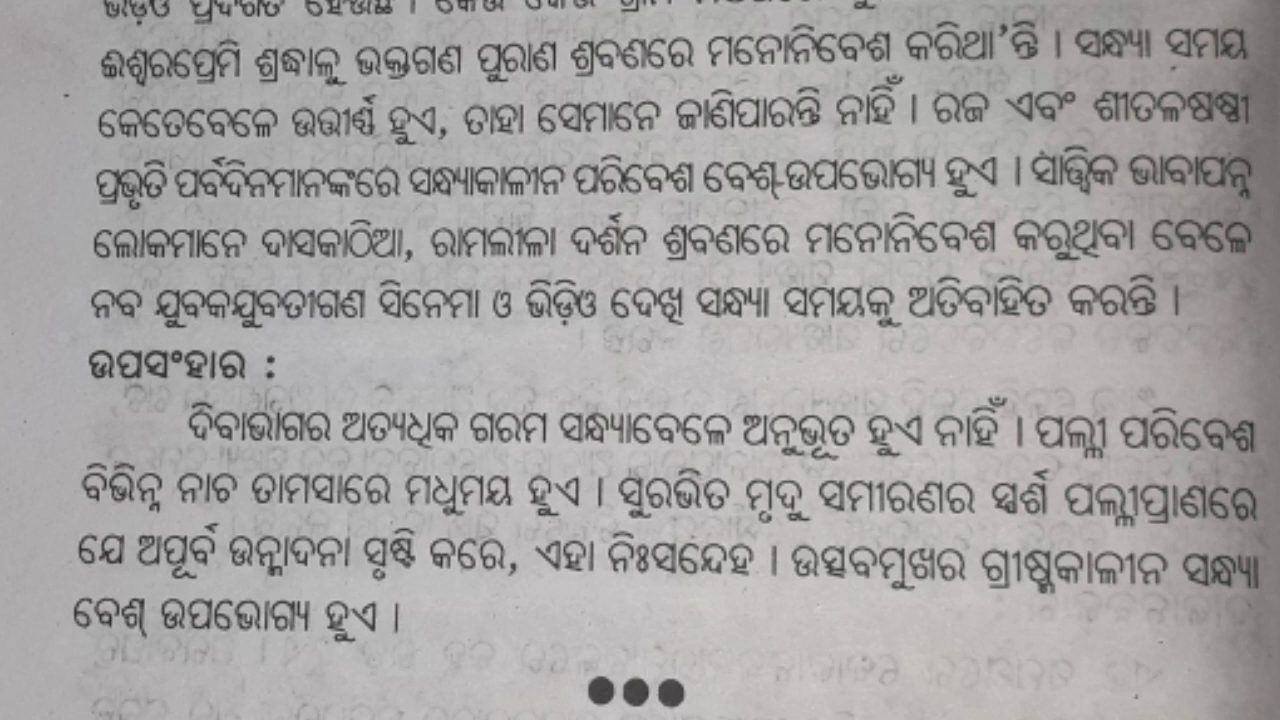 ଭିଡ଼ିଓ ପ୍ରଦର୍ଶିତ ହେଉଛି ।
ଈଶ୍ୱରପ୍ରେମୀ ଶ୍ରଦ୍ଧାଳୁ ଭକ୍ତଗଣ ପୁରାଣ ଶ୍ରବଣରେ ମନୋନିବେଶ କରିଥା’ନ୍ତି । ସନ୍ଧ୍ୟା ସମୟ
କେତେବେଳେ ଉତ୍ତୀର୍ଣ୍ଣ ହୁଏ, ତାହା ସେମାନେ ଜାଣିପାରନ୍ତି ନାହିଁ । ରଜ ଏବଂ ଶୀତଳଷଷ୍ଠୀ
ପ୍ରଭୃତି ପର୍ବଦିନମାନଙ୍କରେ ସନ୍ଧ୍ୟାକାଳୀନ ପରିବେଶ ବେଶ୍ ଉପଭୋଗ୍ୟ ହୁଏ । ସାତ୍ତ୍ୱିକ ଭାବାପନ୍ନ
ଲୋକମାନେ ଦାସକାଠିଆ, ରାମଲୀଳା ଦର୍ଶନ ଶ୍ରବଣରେ ମନୋନିବେଶ କରୁଥିବା ବେଳେ
ନବ ଯୁବକଯୁବତୀଗଣ ସିନେମା ଓ ଭିଡ଼ିଓ ଦେଖି ସନ୍ଧ୍ୟା ସମୟକୁ ଅତିବାହିତ କରନ୍ତି ।
ଉପସଂହାର :
ଦିବାଭାଗର ଅତ୍ୟଧିକ ଗରମ ସନ୍ଧ୍ୟାବେଳେ ଅନୁଭୂତ ହୁଏ ନାହିଁ । ପଲ୍ଲୀ ପରିବେଶ
ବିଭିନ୍ନ ନାଚ ତାମସାରେ ମଧୁମୟ ହୁଏ । ସୁରଭିତ ମୃଦୁ ସମୀରଣର ସ୍ପର୍ଶ ପଲ୍ଲୀପ୍ରାଣରେ
ଯେ ଅପୂର୍ବ ଉନ୍ମାଦନା ସୃଷ୍ଟି କରେ, ଏହା ନିଃସନ୍ଦେହ । ଉତ୍ସବମୁଖର ଗ୍ରୀଷ୍ମକାଳୀନ ସନ୍ଧ୍ୟା
ବେଶ୍ ଉପଭୋଗ୍ୟ ହୁଏ ।